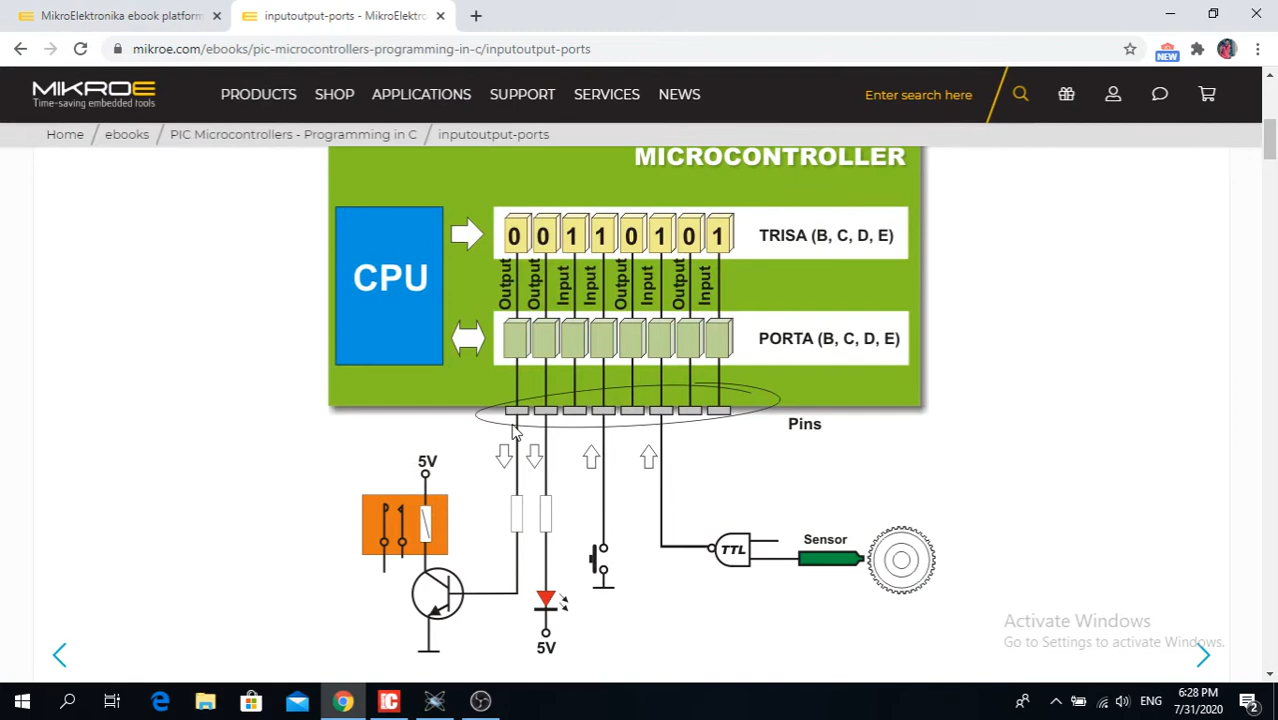 MikroElektronika ebook platform
inputoutput-ports - MikroElektro
mikroe.com/ebooks/pic-microcontrollers-programming-in-c/inputoutput-ports
NEW
MIKROE
Time-saving embedded tools
PRODUCTS SHOP APPLICATIONS SUPPORT SERVICES NEWS
Enter search here
Home / ebooks / PIC Microcontrollers - Programming in C / inputoutput-ports
MICROCONTROLLER
CPU
0 0 1 1 0 1 0 1
TRISA (B, C, D, E)
Output Output Input Input Output Input Output Input
PORTA (B, C, D, E)
Pins
5V
TTL
Sensor
5V
Activate Windows
Go to Settings to activate Windows.
iC
ENG
6:28 PM
7/31/2020
2